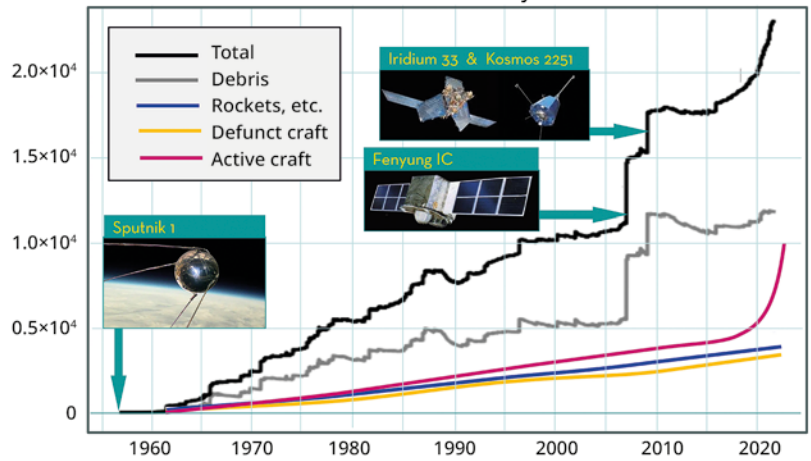 Total
Debris
Rockets, etc.
Defunct craft
Active craft
Iridium 33 & Kosmos 2251
Fenyung IC
Sputnik 1
2.0×10⁴
1.5×10⁴
1.0×10⁴
0.5×10⁴
0
1960 1970 1980 1990 2000 2010 2020